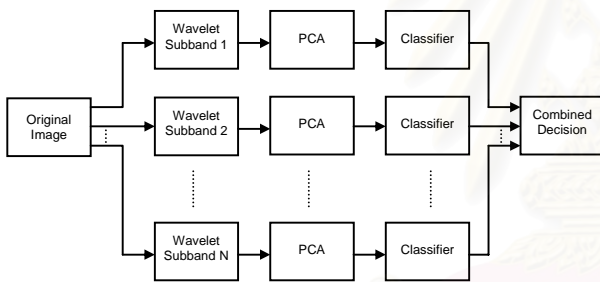 Wavelet
Subband 1
PCA
Classifier
Original
Image
Wavelet
Subband 2
PCA
Classifier
Combined
Decision
Wavelet
Subband N
PCA
Classifier